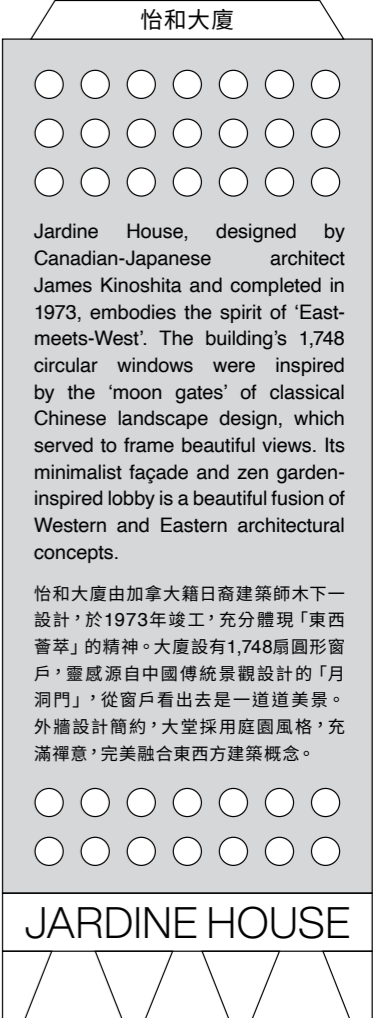 怡和大廈
Jardine House, designed by
Canadian-Japanese architect
James Kinoshita and completed in
1973, embodies the spirit of ‘East-
meets-West’. The building’s 1,748
circular windows were inspired
by the ‘moon gates’ of classical
Chinese landscape design, which
served to frame beautiful views. Its
minimalist façade and zen garden-
inspired lobby is a beautiful fusion of
Western and Eastern architectural
concepts.
怡和大廈由加拿大籍日裔建築師木下一
設計，於1973年竣工，充分體現「東西
薈萃」的精神。大廈設有1,748扇圓形窗
戶，靈感源自中國傳統景觀設計的「月
洞門」，從窗戶看出去是一道道美景。
外牆設計簡約，大堂採用庭園風格，充
滿禪意，完美融合東西方建築概念。
JARDINE HOUSE